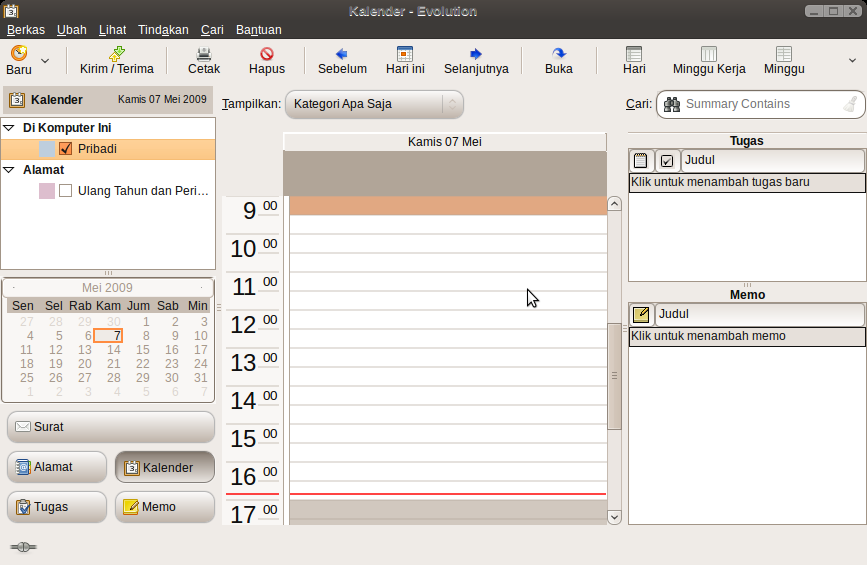 Kalender - Evolution
Berkas Ubah Lihat Tindakan Cari Bantuan
Baru Kirim / Terima Cetak Hapus Sebelum Hari ini Selanjutnya Buka Hari Minggu Kerja Minggu
Kalender Kamis 07 Mei 2009
Tampilkan: Kategori Apa Saja
Cari: Summary Contains
Di Komputer Ini
Pribadi
Alamat
Ulang Tahun dan Peri...
Mei 2009
Sen Sel Rab Kam Jum Sab Min
27 28 29 30 1 2 3
4 5 6 7 8 9 10
11 12 13 14 15 16 17
18 19 20 21 22 23 24
25 26 27 28 29 30 31
1 2 3 4 5 6 7
Surat
Alamat Kalender
Tugas Memo
Kamis 07 Mei
9 00
10 00
11 00
12 00
13 00
14 00
15 00
16 00
17 00
Tugas
Judul
Klik untuk menambah tugas baru
Memo
Judul
Klik untuk menambah memo